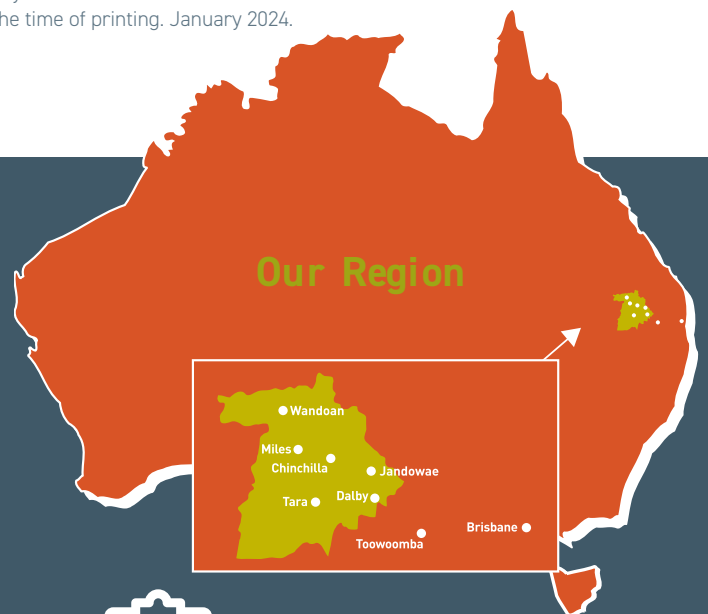 he time of printing. January 2024.
Our Region
Wandoan
Miles
Chinchilla
Jandowae
Tara
Dalby
Brisbane
Toowoomba